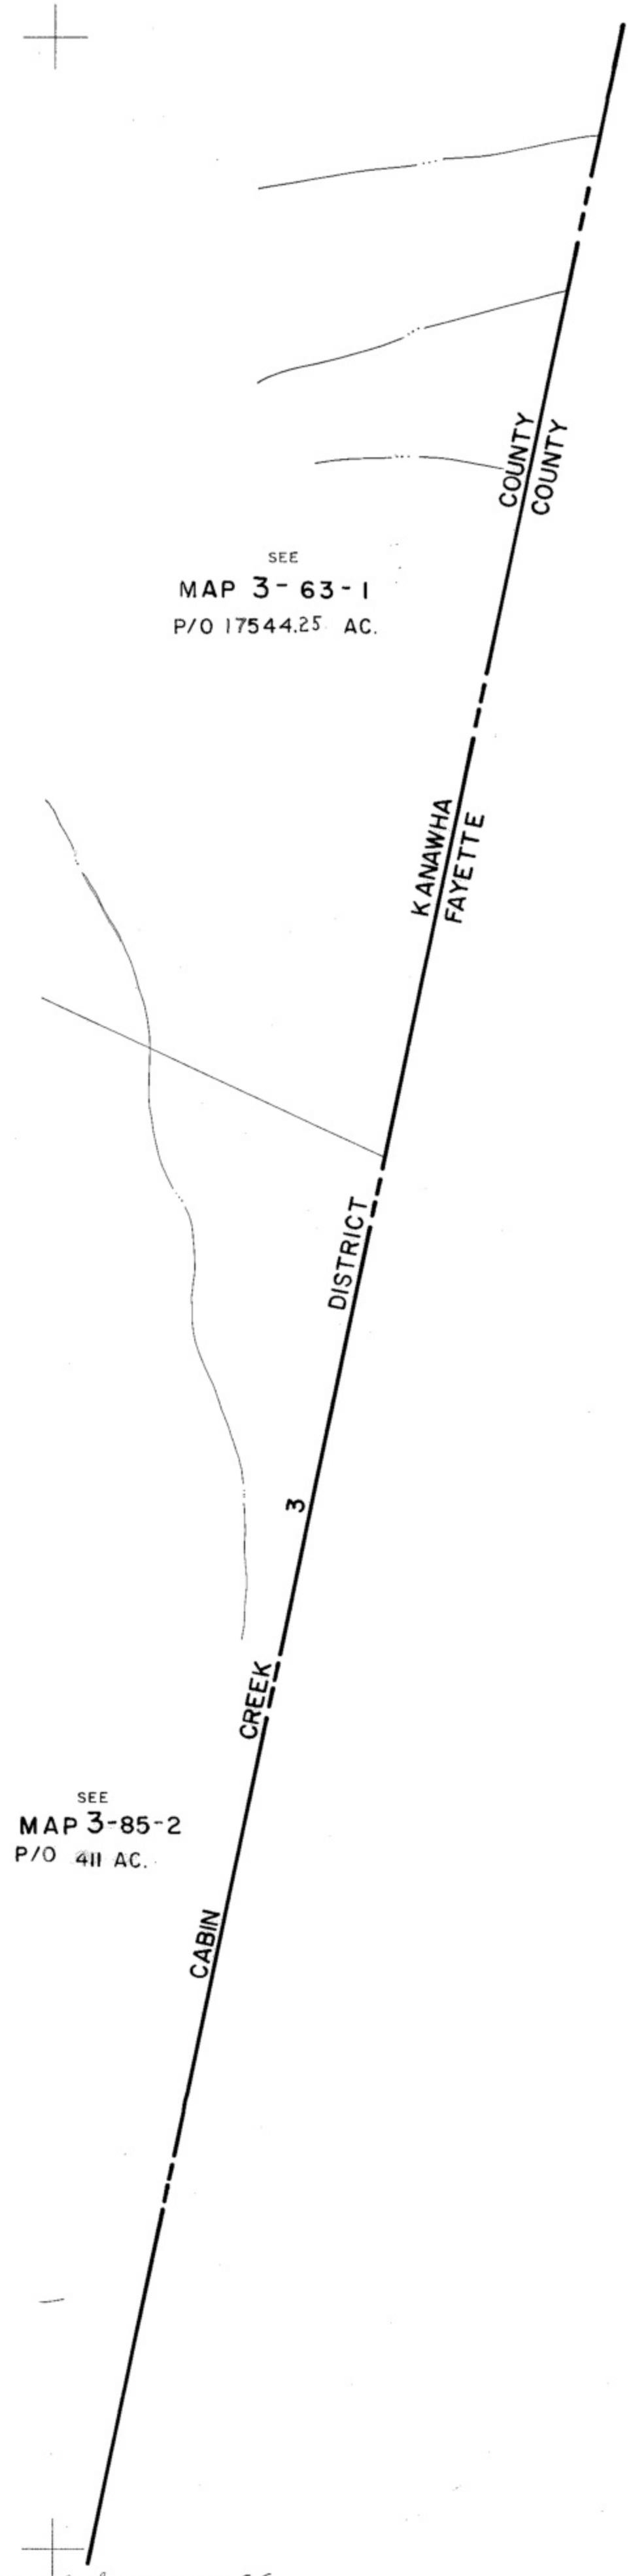 COUNTY
COUNTY
SEE
MAP 3-63-1
P/O 17544.25 AC.
KANAWHA
FAYETTE
DISTRICT
3
CREEK
SEE
MAP 3-85-2
P/O 411 AC.
CABIN